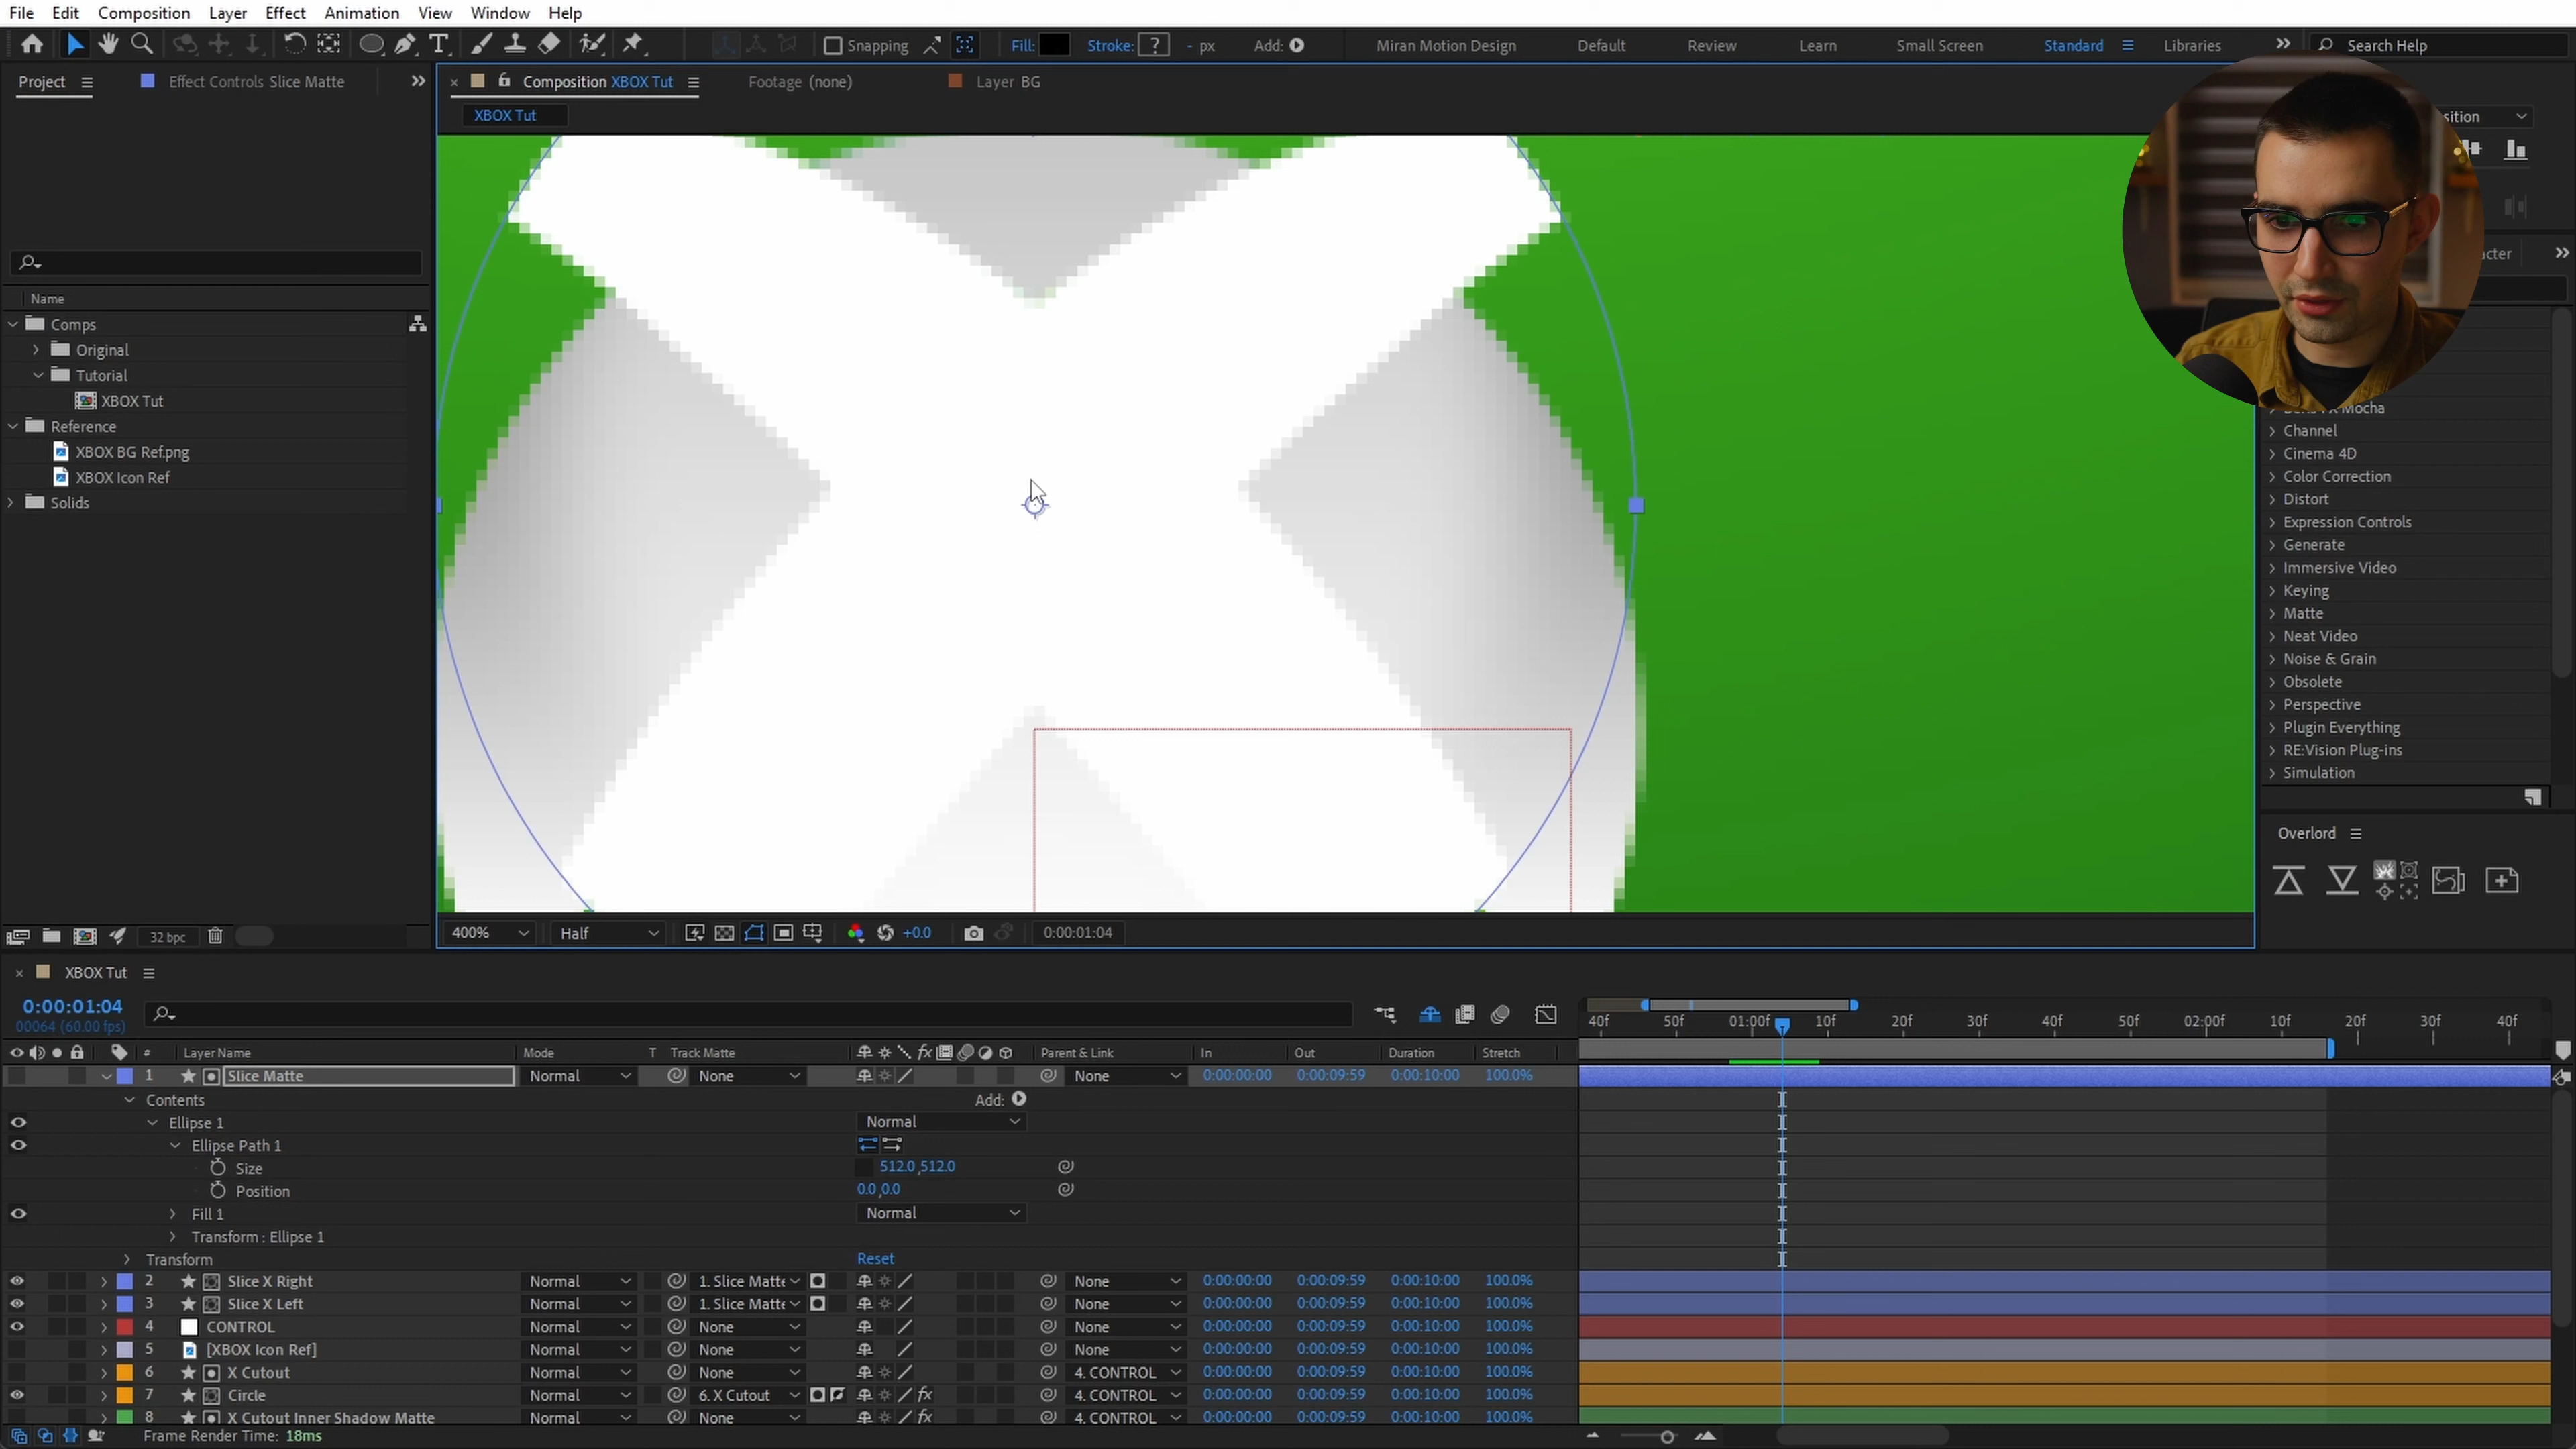 File Edit Composition Layer Effect Animation View Window Help
Snapping Fill: Stroke: ? - px Add: Miran Motion Design Default Review Learn Small Screen Standard Libraries Search Help
Project Effect Controls Slice Matte Composition XBOX Tut Footage (none) Layer BG
XBOX Tut
Name
Comps
Original
Tutorial
XBOX Tut
Reference
XBOX BG Ref.png
XBOX Icon Ref
Solids
Channel
Cinema 4D
Color Correction
Distort
Expression Controls
Generate
Immersive Video
Keying
Matte
Neat Video
Noise & Grain
Obsolete
Perspective
Plugin Everything
RE:Vision Plug-ins
Simulation
Overlord
32 bpc 400% Half +0.0 0:00:01:04
XBOX Tut
0:00:01:04
00064 (60.00 fps)
40f 50f 01:00f 10f 20f 30f 40f 50f 02:00f 10f 20f 30f 40f
# Layer Name Mode T Track Matte fx Parent & Link In Out Duration Stretch
1 Slice Matte Normal None None 0:00:00:00 0:00:09:59 0:00:10:00 100.0%
Contents Add:
Ellipse 1 Normal
Ellipse Path 1
Size 512.0,512.0
Position 0.0,0.0
Fill 1 Normal
Transform : Ellipse 1
Transform Reset
2 Slice X Right Normal 1. Slice Matte None 0:00:00:00 0:00:09:59 0:00:10:00 100.0%
3 Slice X Left Normal 1. Slice Matte None 0:00:00:00 0:00:09:59 0:00:10:00 100.0%
4 CONTROL Normal None None 0:00:00:00 0:00:09:59 0:00:10:00 100.0%
5 [XBOX Icon Ref] Normal None None 0:00:00:00 0:00:09:59 0:00:10:00 100.0%
6 X Cutout Normal None 4. CONTROL 0:00:00:00 0:00:09:59 0:00:10:00 100.0%
7 Circle Normal 6. X Cutout fx 4. CONTROL 0:00:00:00 0:00:09:59 0:00:10:00 100.0%
8 X Cutout Inner Shadow Matte Normal None fx 4. CONTROL 0:00:00:00 0:00:09:59 0:00:10:00 100.0%
Frame Render Time: 18ms